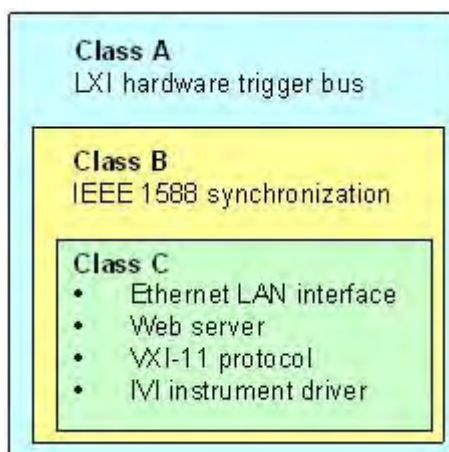 Class A
LXI hardware trigger bus
Class B
IEEE 1588 synchronization
Class C
• Ethernet LAN interface
• Web server
• VXI-11 protocol
• IVI instrument driver